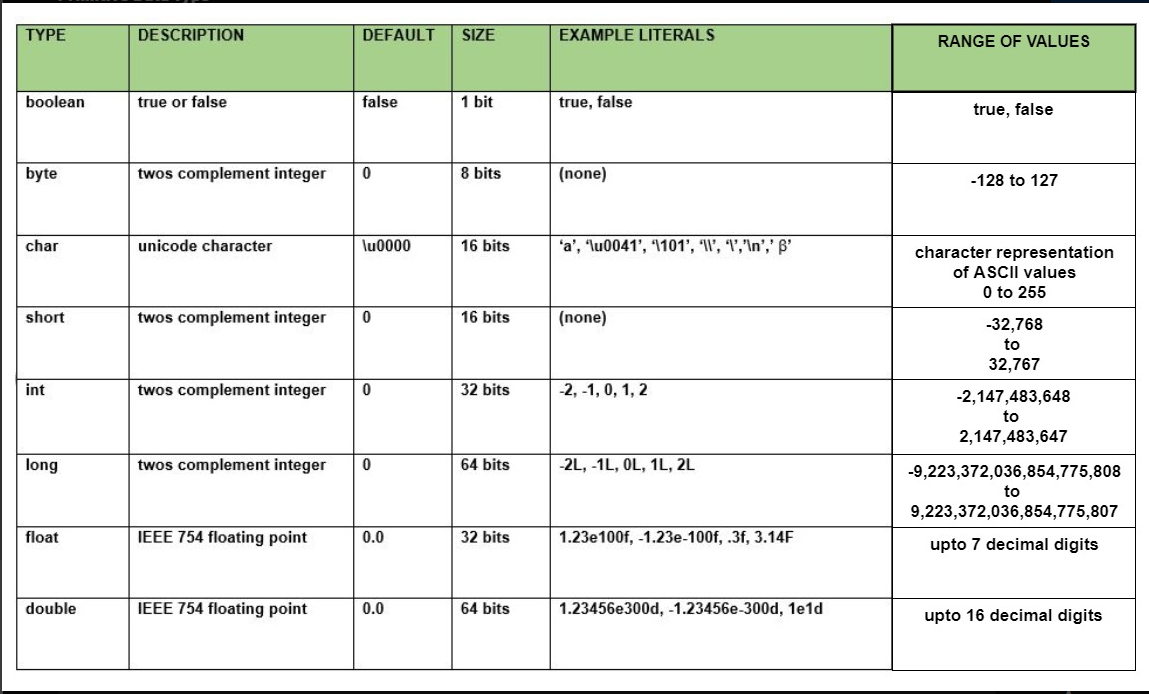 TYPE DESCRIPTION DEFAULT SIZE EXAMPLE LITERALS RANGE OF VALUES
boolean true or false false 1 bit true, false true, false
byte twos complement integer 0 8 bits (none) -128 to 127
char unicode character \u0000 16 bits ‘a’, ‘\u0041’, ‘\101’, ‘\\’, ‘\’,’\n’,’ β’ character representation
of ASCII values
0 to 255
short twos complement integer 0 16 bits (none) -32,768
to
32,767
int twos complement integer 0 32 bits -2, -1, 0, 1, 2 -2,147,483,648
to
2,147,483,647
long twos complement integer 0 64 bits -2L, -1L, 0L, 1L, 2L -9,223,372,036,854,775,808
to
9,223,372,036,854,775,807
float IEEE 754 floating point 0.0 32 bits 1.23e100f, -1.23e-100f, .3f, 3.14F upto 7 decimal digits
double IEEE 754 floating point 0.0 64 bits 1.23456e300d, -1.23456e-300d, 1e1d upto 16 decimal digits